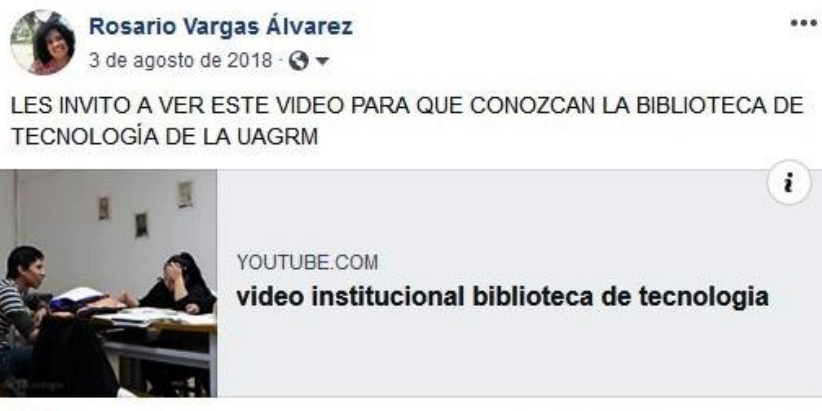 Rosario Vargas Álvarez
3 de agosto de 2018
LES INVITO A VER ESTE VIDEO PARA QUE CONOZCAN LA BIBLIOTECA DE
TECNOLOGÍA DE LA UAGRM
i
YOUTUBE.COM
video institucional biblioteca de tecnologia